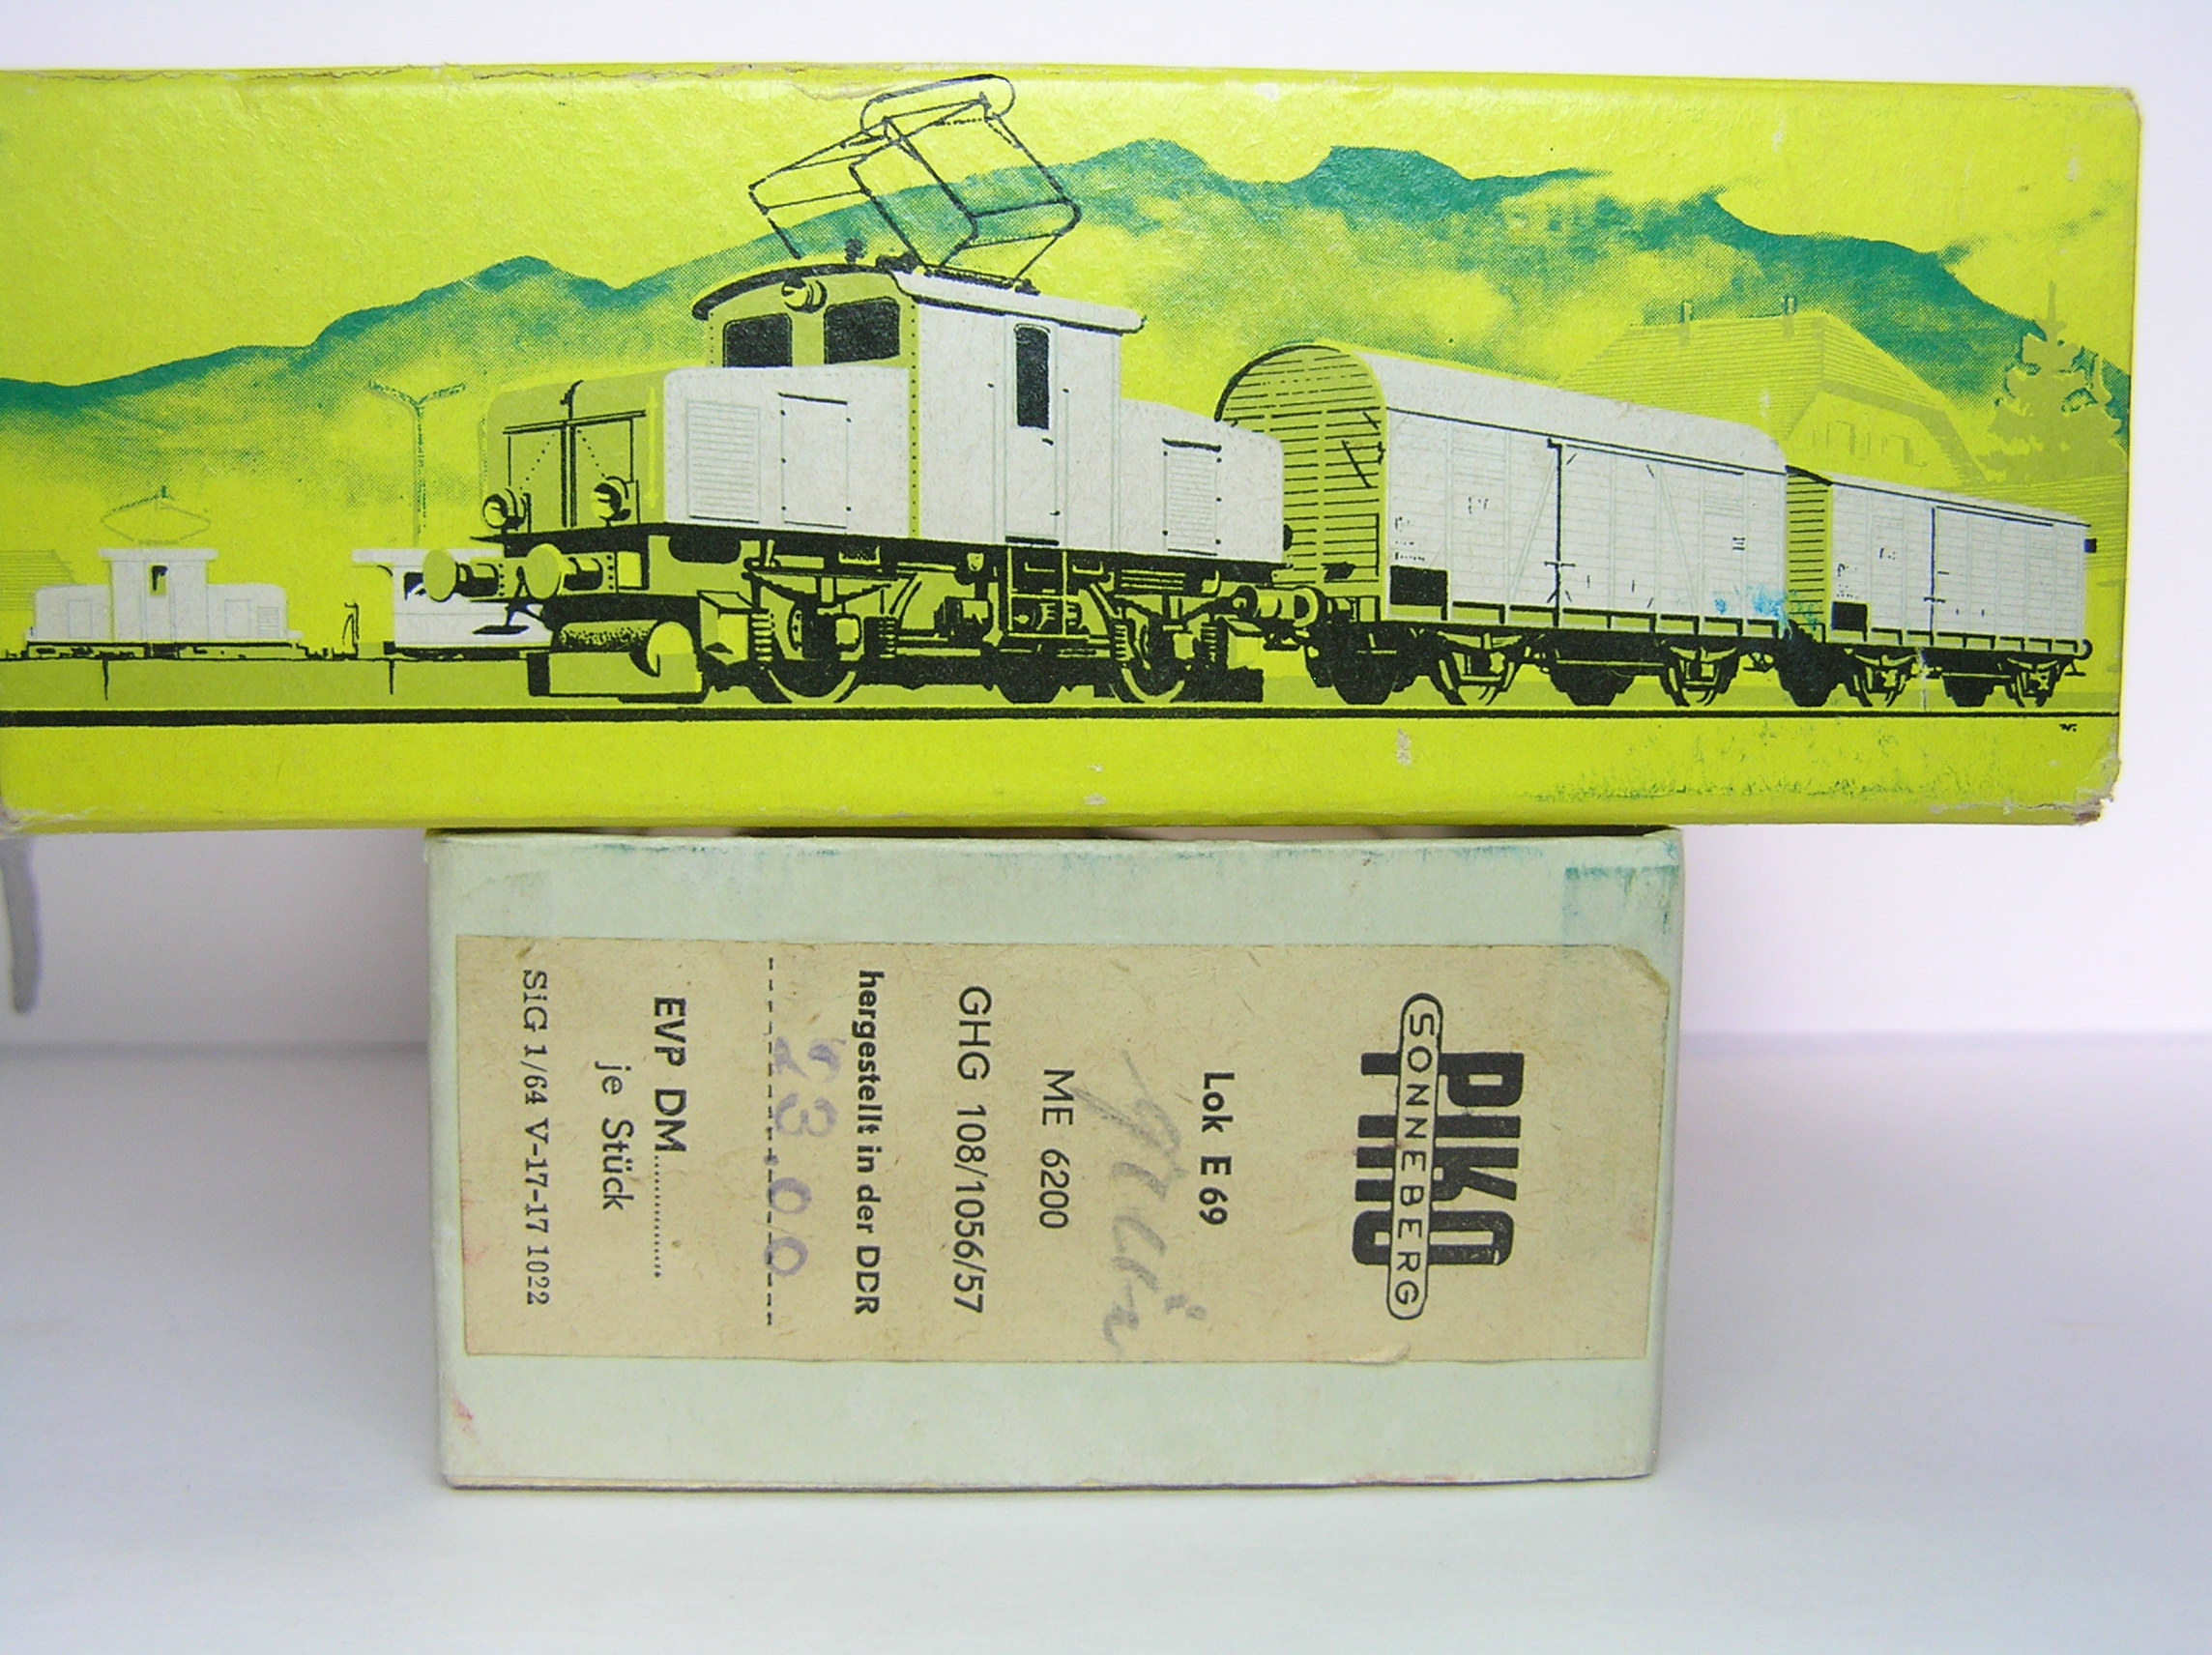 PIKO
SONNEBERG
Lok E 69
grün
ME 6200
GHG 108/1056/57
hergestellt in der DDR
23.00
EVP DM
je Stück
SIG 1/64 V-17-17 1022